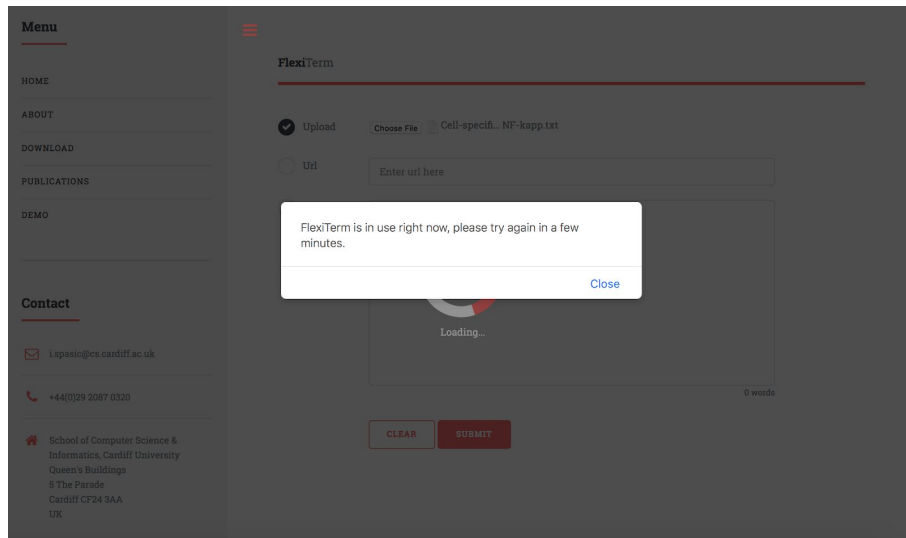 Menu
HOME
ABOUT
DOWNLOAD
PUBLICATIONS
DEMO
Contact
i.spasic@cs.cardiff.ac.uk
+44(0)29 2087 0320
School of Computer Science &
Informatics, Cardiff University
Queen's Buildings
5 The Parade
Cardiff CF24 3AA
UK
FlexiTerm
Upload Choose File Cell-specifi... NF-kapp.txt
Url Enter url here
FlexiTerm is in use right now, please try again in a few
minutes.
Close
Loading...
0 words
CLEAR SUBMIT